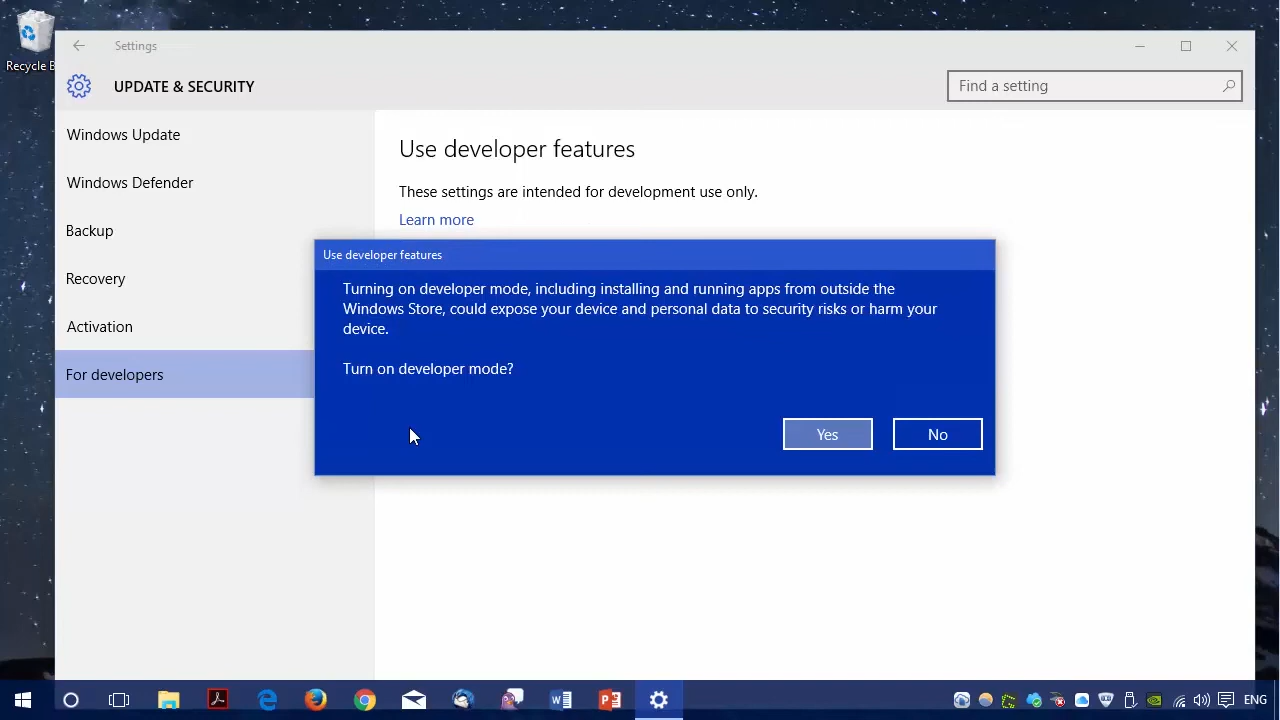 Recycle B
Settings
UPDATE & SECURITY
Find a setting
Windows Update
Windows Defender
Backup
Recovery
Activation
For developers
Use developer features
These settings are intended for development use only.
Learn more
Use developer features
Turning on developer mode, including installing and running apps from outside the
Windows Store, could expose your device and personal data to security risks or harm your
device.
Turn on developer mode?
Yes
No
ENG